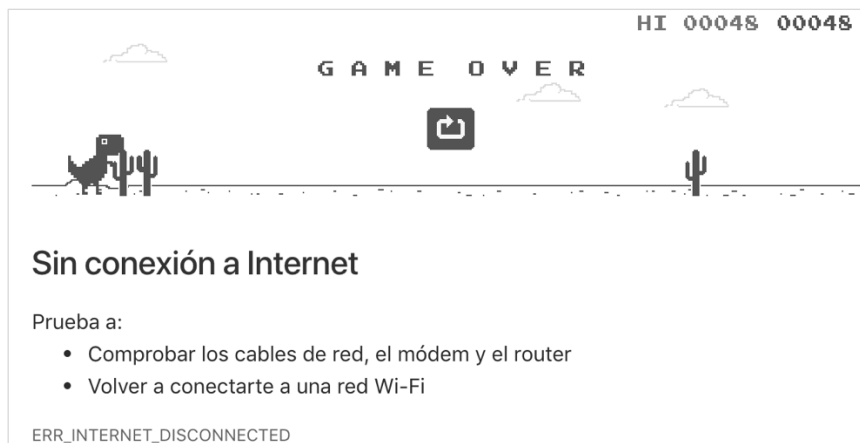 HI 00048 00048
GAME OVER
Sin conexión a Internet
Prueba a:
• Comprobar los cables de red, el módem y el router
• Volver a conectarte a una red Wi-Fi
ERR_INTERNET_DISCONNECTED